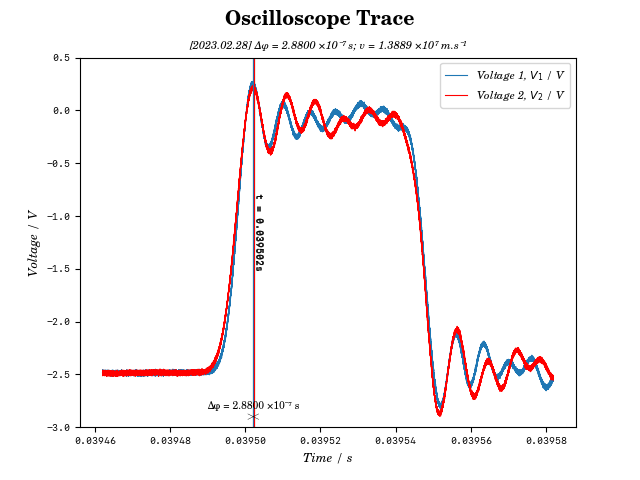 Oscilloscope Trace
[2023.02.28] Δφ = 2.8800 ×10⁻⁷ s; v = 1.3889 ×10⁷ m.s⁻¹
Voltage 1, V₁ / V
Voltage 2, V₂ / V
0.5
0.0
−0.5
−1.0
−1.5
−2.0
−2.5
−3.0
Voltage / V
t = 0.039502s
Δφ = 2.8800 ×10⁻⁷ s
0.03946
0.03948
0.03950
0.03952
0.03954
0.03956
0.03958
Time / s